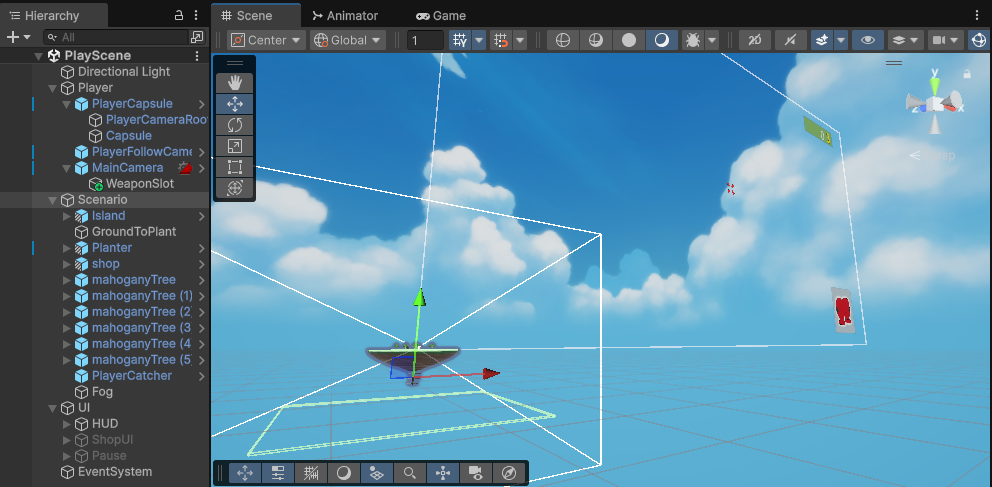 Hierarchy
All
PlayScene
Directional Light
Player
PlayerCapsule
PlayerCameraRoo
Capsule
PlayerFollowCame
MainCamera
WeaponSlot
Scenario
Island
GroundToPlant
Planter
shop
mahoganyTree
mahoganyTree (1)
mahoganyTree (2
mahoganyTree (3
mahoganyTree (4
mahoganyTree (5)
PlayerCatcher
Fog
UI
HUD
ShopUI
Pause
EventSystem
Scene
Animator
Game
Center
Global
1
2D
y
x